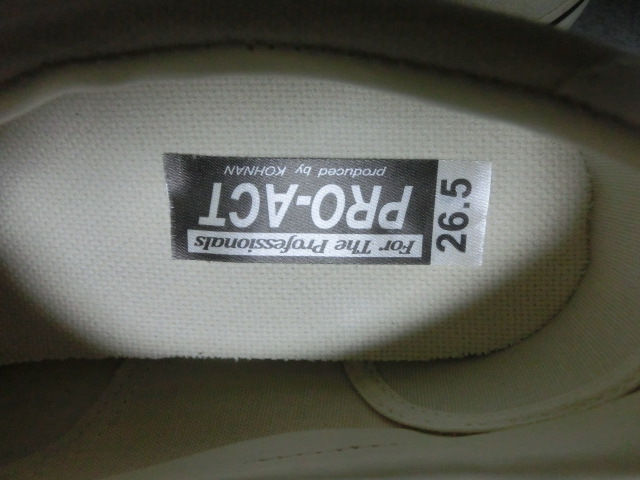 For The Professionals
PRO-ACT
produced by KOHNAN
26.5